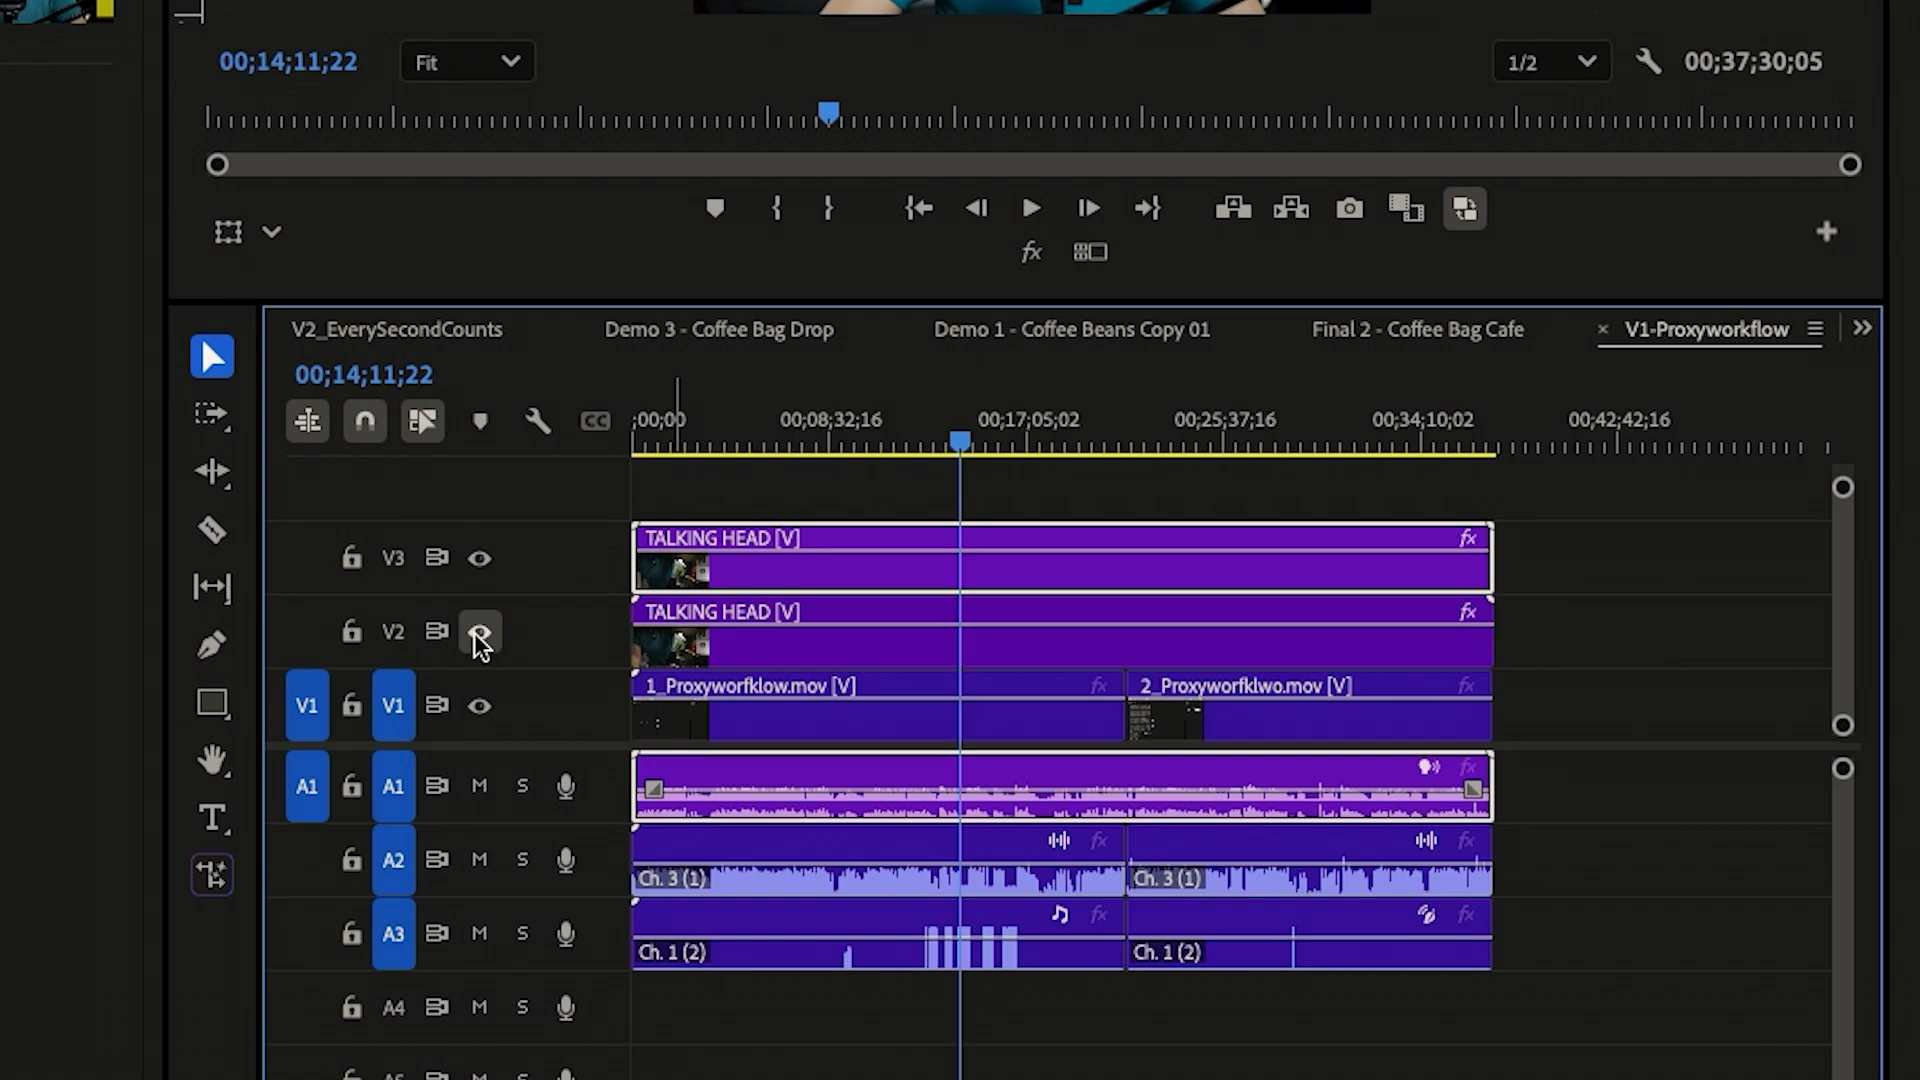 00;14;11;22
Fit
1/2
00;37;30;05
fx
V2_EverySecondCounts
Demo 3 - Coffee Bag Drop
Demo 1 - Coffee Beans Copy 01
Final 2 - Coffee Bag Cafe
× V1-Proxyworkflow
00;14;11;22
CC
;00;00
00;08;32;16
00;17;05;02
00;25;37;16
00;34;10;02
00;42;42;16
V3
TALKING HEAD [V]
fx
V2
TALKING HEAD [V]
fx
V1
V1
1_Proxyworfklow.mov [V]
fx
2_Proxyworfklwo.mov [V]
fx
A1
A1
M
S
fx
A2
M
S
Ch. 3 (1)
fx
Ch. 3 (1)
fx
A3
M
S
Ch. 1 (2)
fx
Ch. 1 (2)
fx
T
A4
M
S